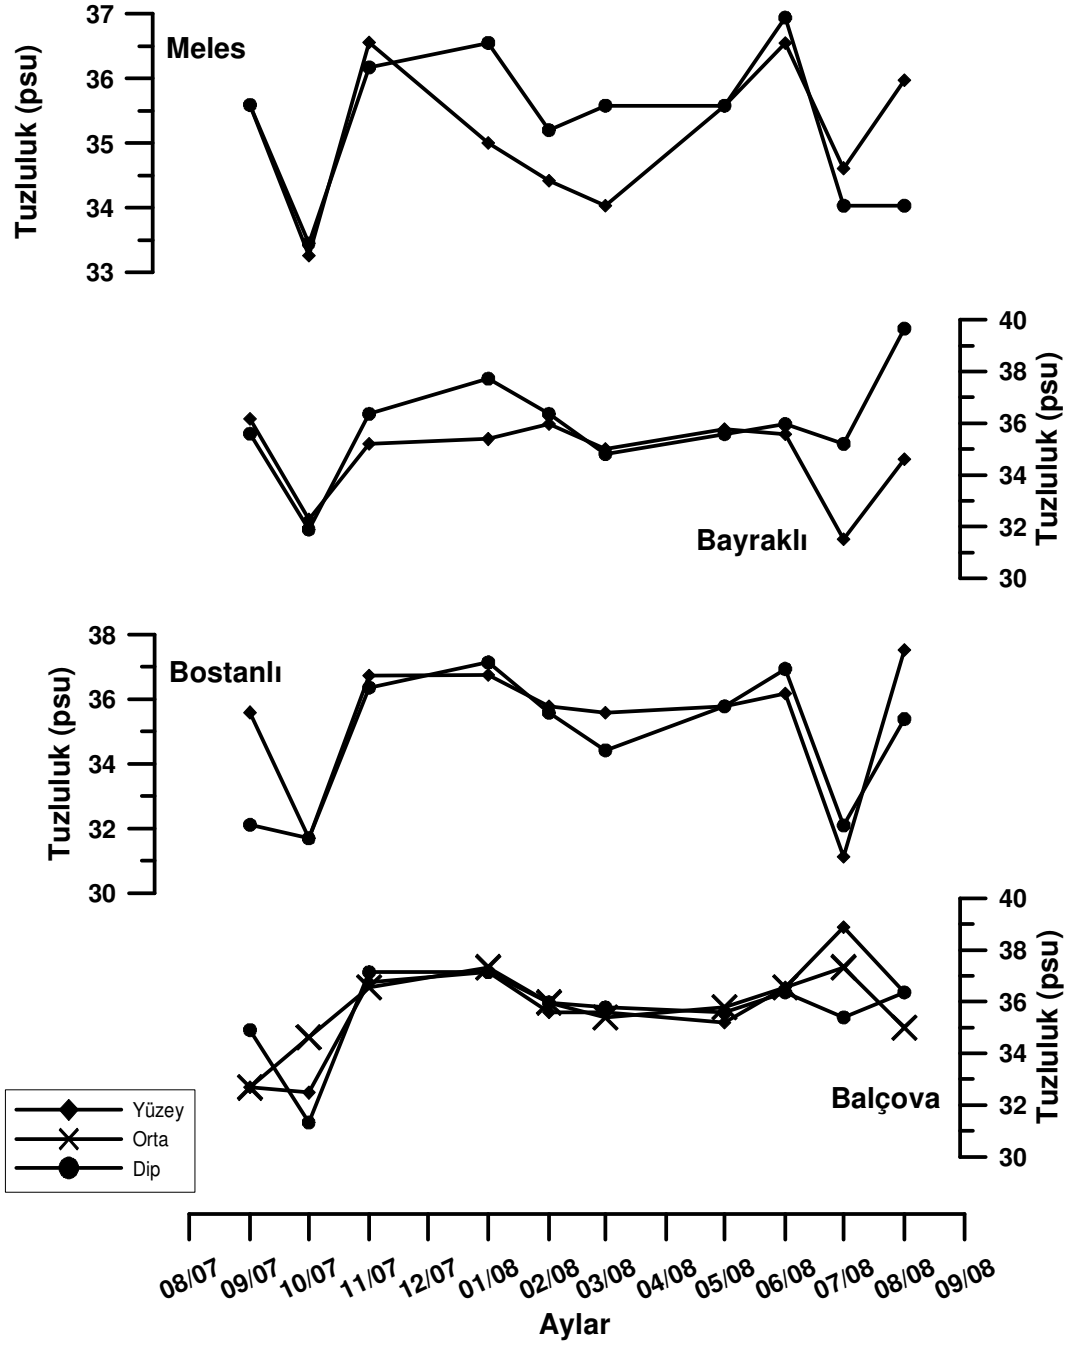 37
36
35
34
33
Tuzluluk (psu)
Meles
40
38
36
34
32
30
Tuzluluk (psu)
Bayraklı
38
36
34
32
30
Tuzluluk (psu)
Bostanlı
40
38
36
34
32
30
Tuzluluk (psu)
Balçova
Yüzey
Orta
Dip
08/07 09/07 10/07 11/07 12/07 01/08 02/08 03/08 04/08 05/08 06/08 07/08 08/08 09/08
Aylar